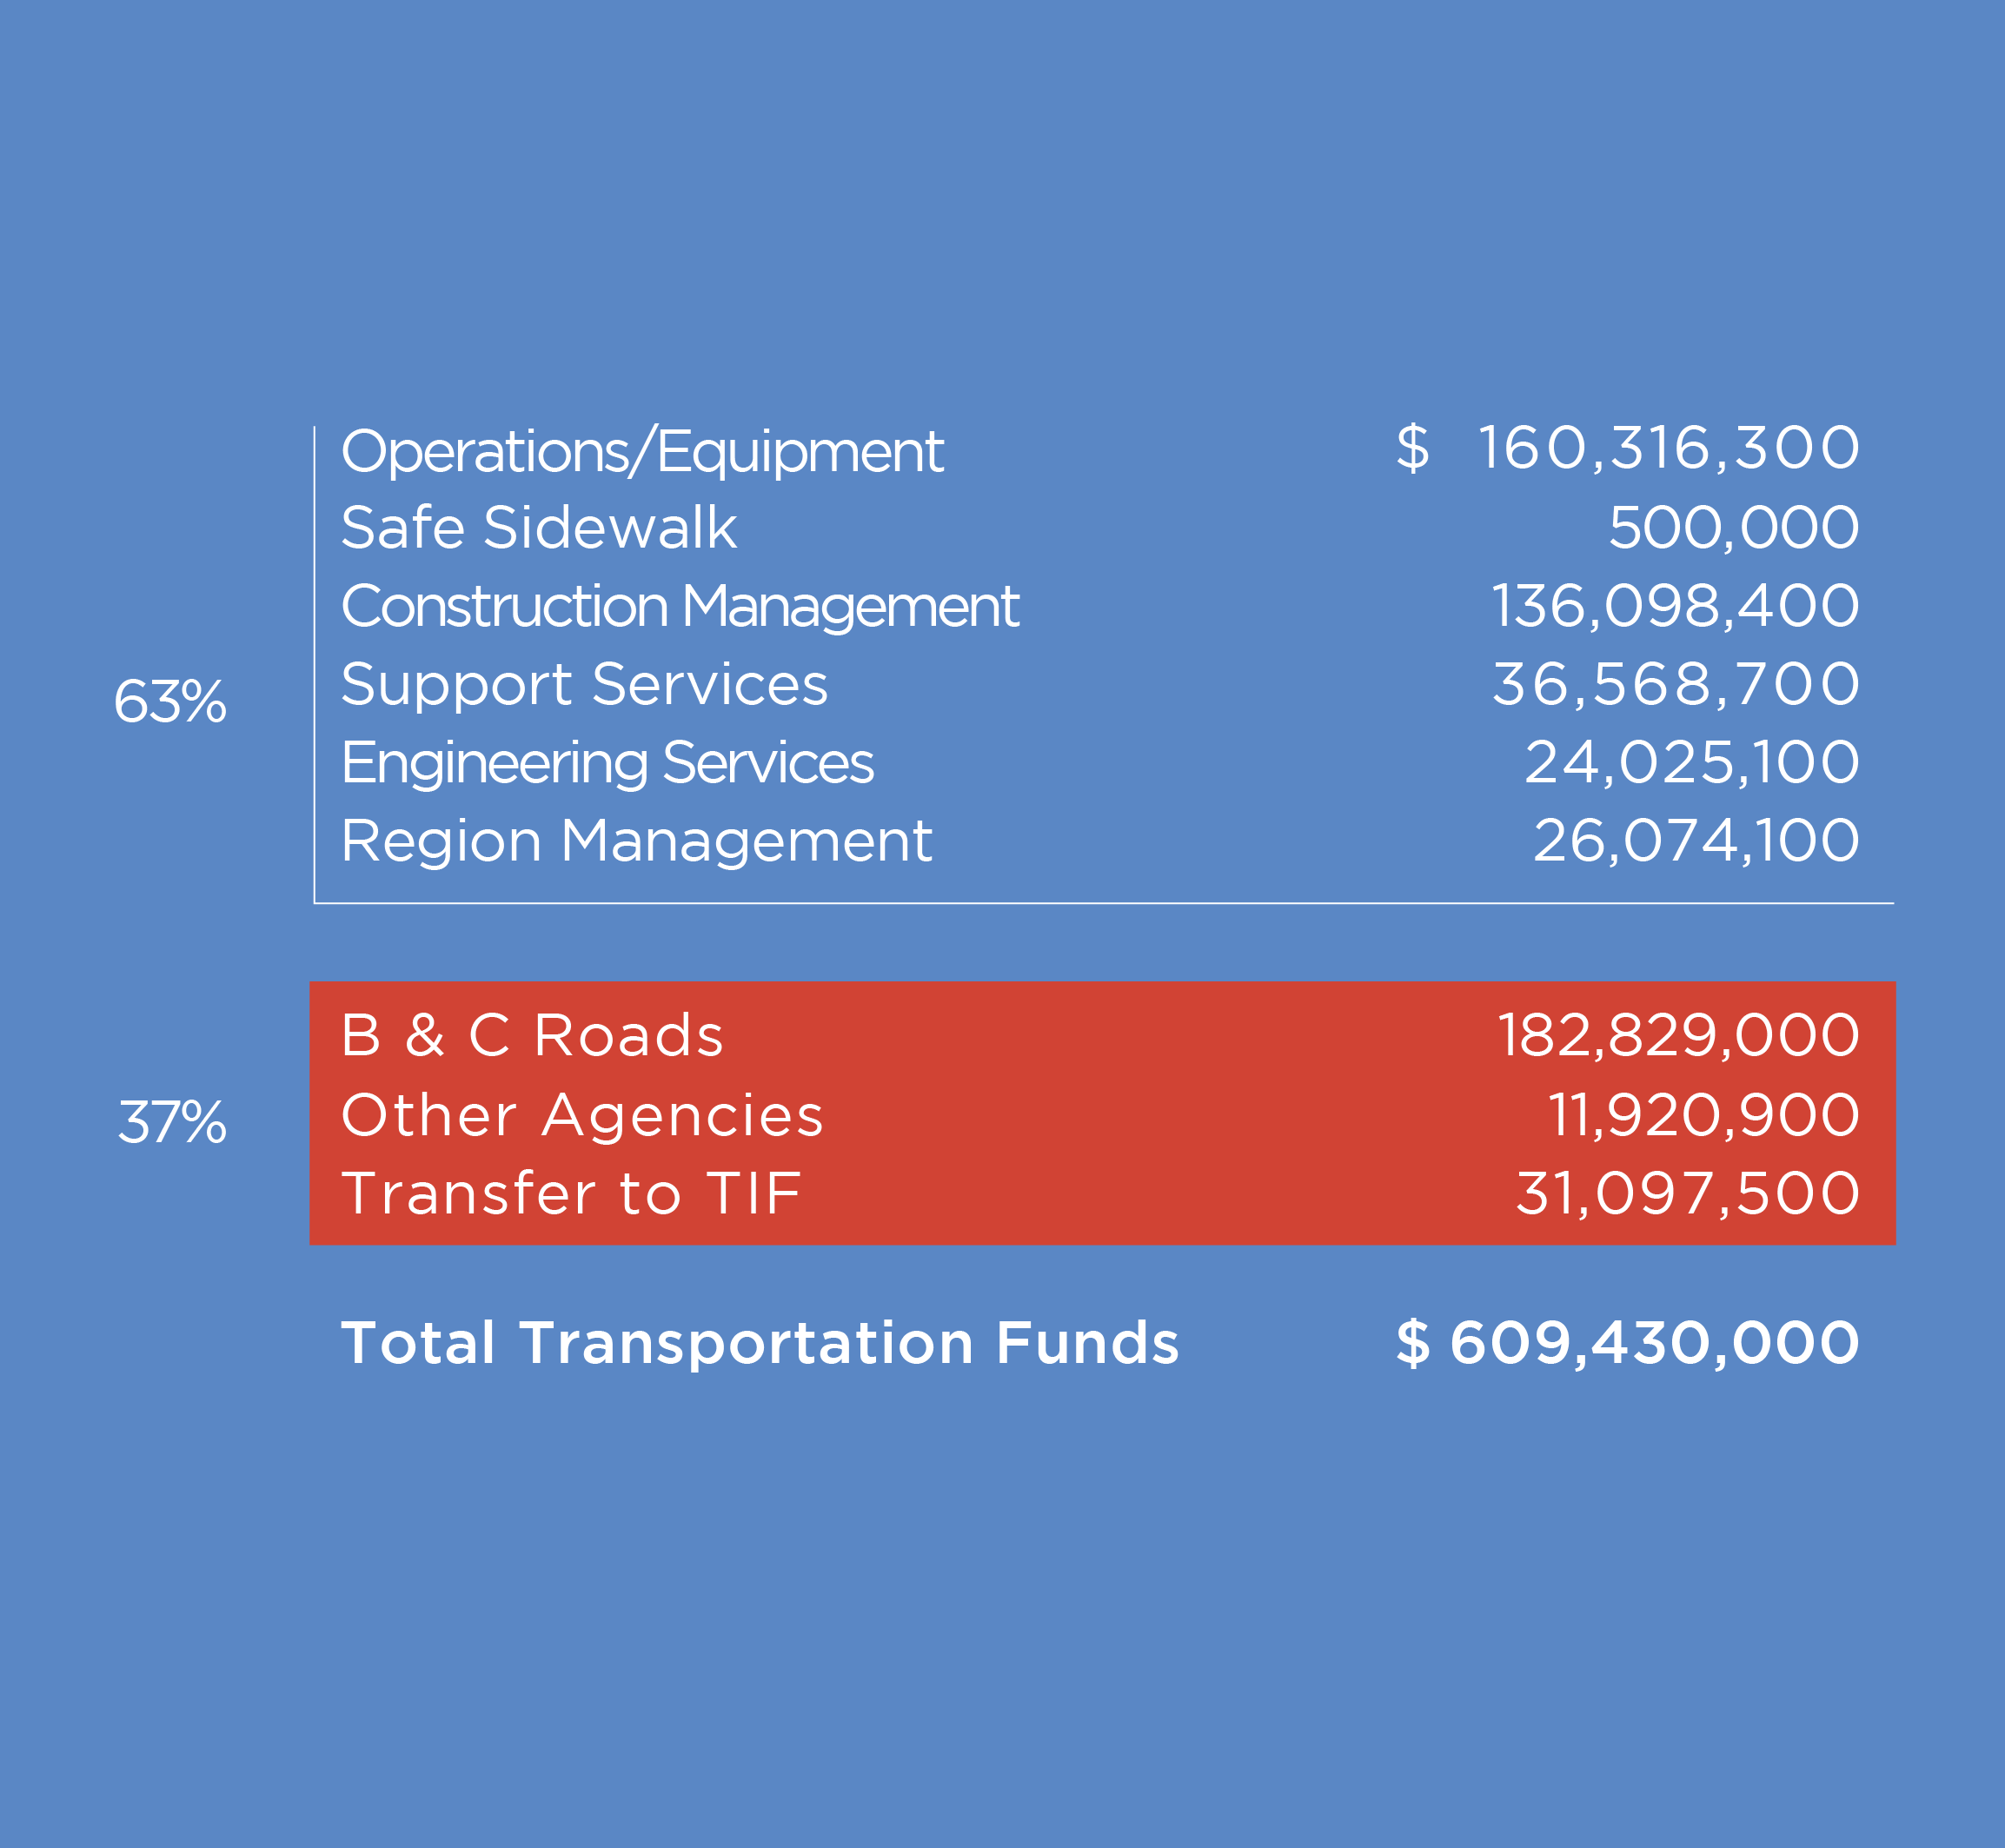 Operations/Equipment $ 160,316,300
Safe Sidewalk 500,000
Construction Management 136,098,400
63% Support Services 36,568,700
Engineering Services 24,025,100
Region Management 26,074,100
B & C Roads 182,829,000
37% Other Agencies 11,920,900
Transfer to TIF 31,097,500
Total Transportation Funds $ 609,430,000